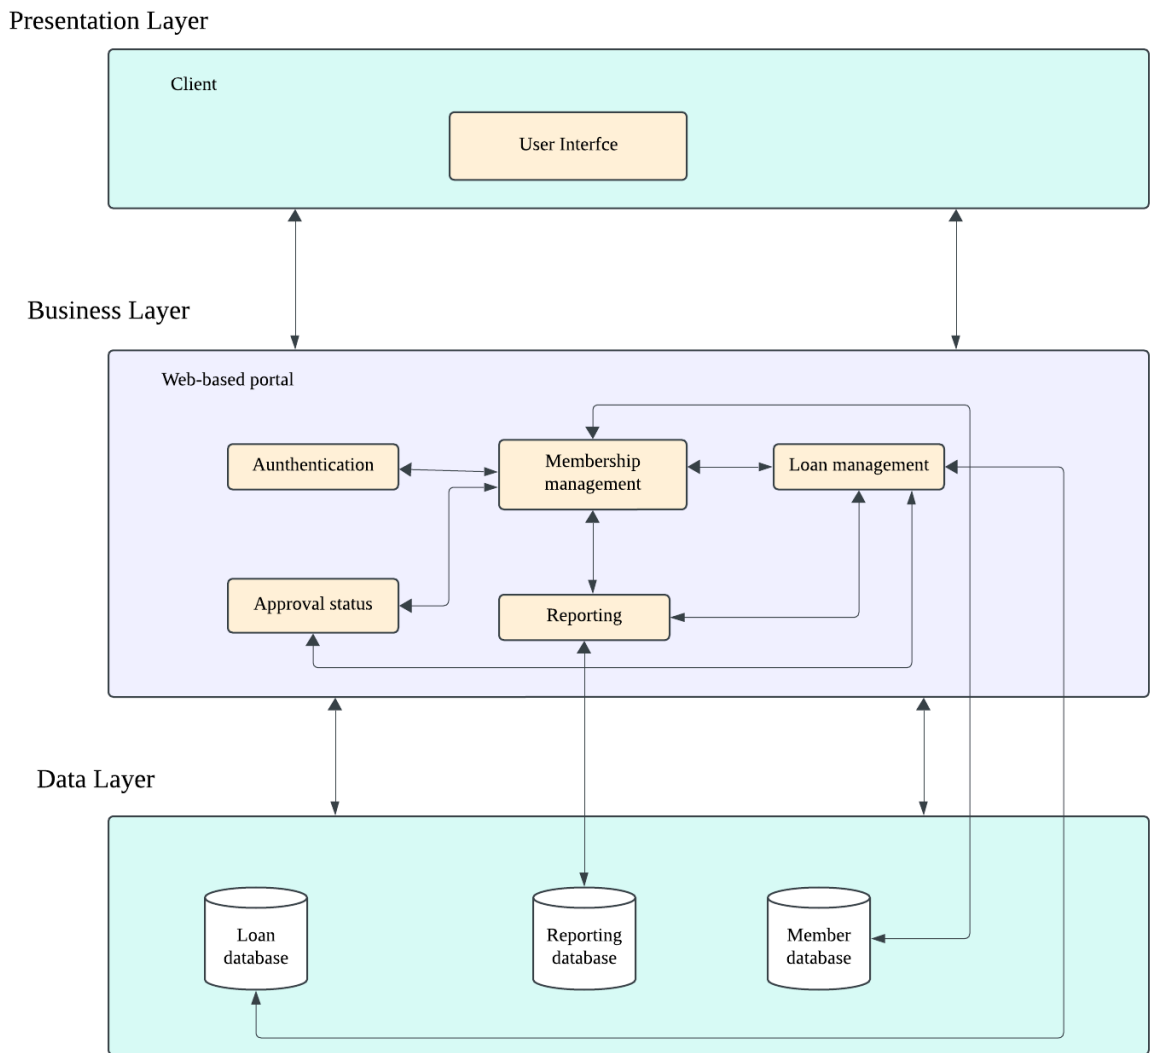 Presentation Layer
Client
User Interfce
Business Layer
Web-based portal
Aunthentication
Membership
management
Loan management
Approval status
Reporting
Data Layer
Loan
database
Reporting
database
Member
database